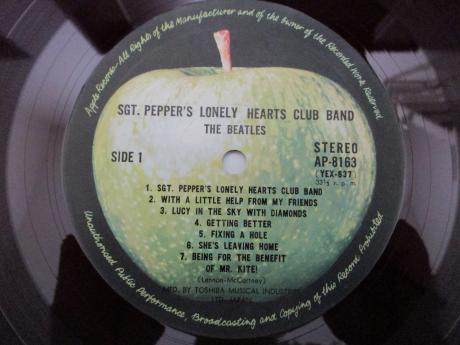 Apple Records-All Rights of the Manufacturer and of the Owner of the Recorded Work Reserved
SGT. PEPPER'S LONELY HEARTS CLUB BAND
THE BEATLES
SIDE 1
STEREO
AP-8163
(YEX-637)
33⅓ r. p. m.
1. SGT. PEPPER'S LONELY HEARTS CLUB BAND
2. WITH A LITTLE HELP FROM MY FRIENDS
3. LUCY IN THE SKY WITH DIAMONDS
4. GETTING BETTER
5. FIXING A HOLE
6. SHE'S LEAVING HOME
7. BEING FOR THE BENEFIT
OF MR. KITE!
(Lennon-McCartney)
MFD. BY TOSHIBA MUSICAL INDUSTRIES
LTD. JAPAN
Unauthorised Public Performance, Broadcasting and Copying of this Record Prohibited